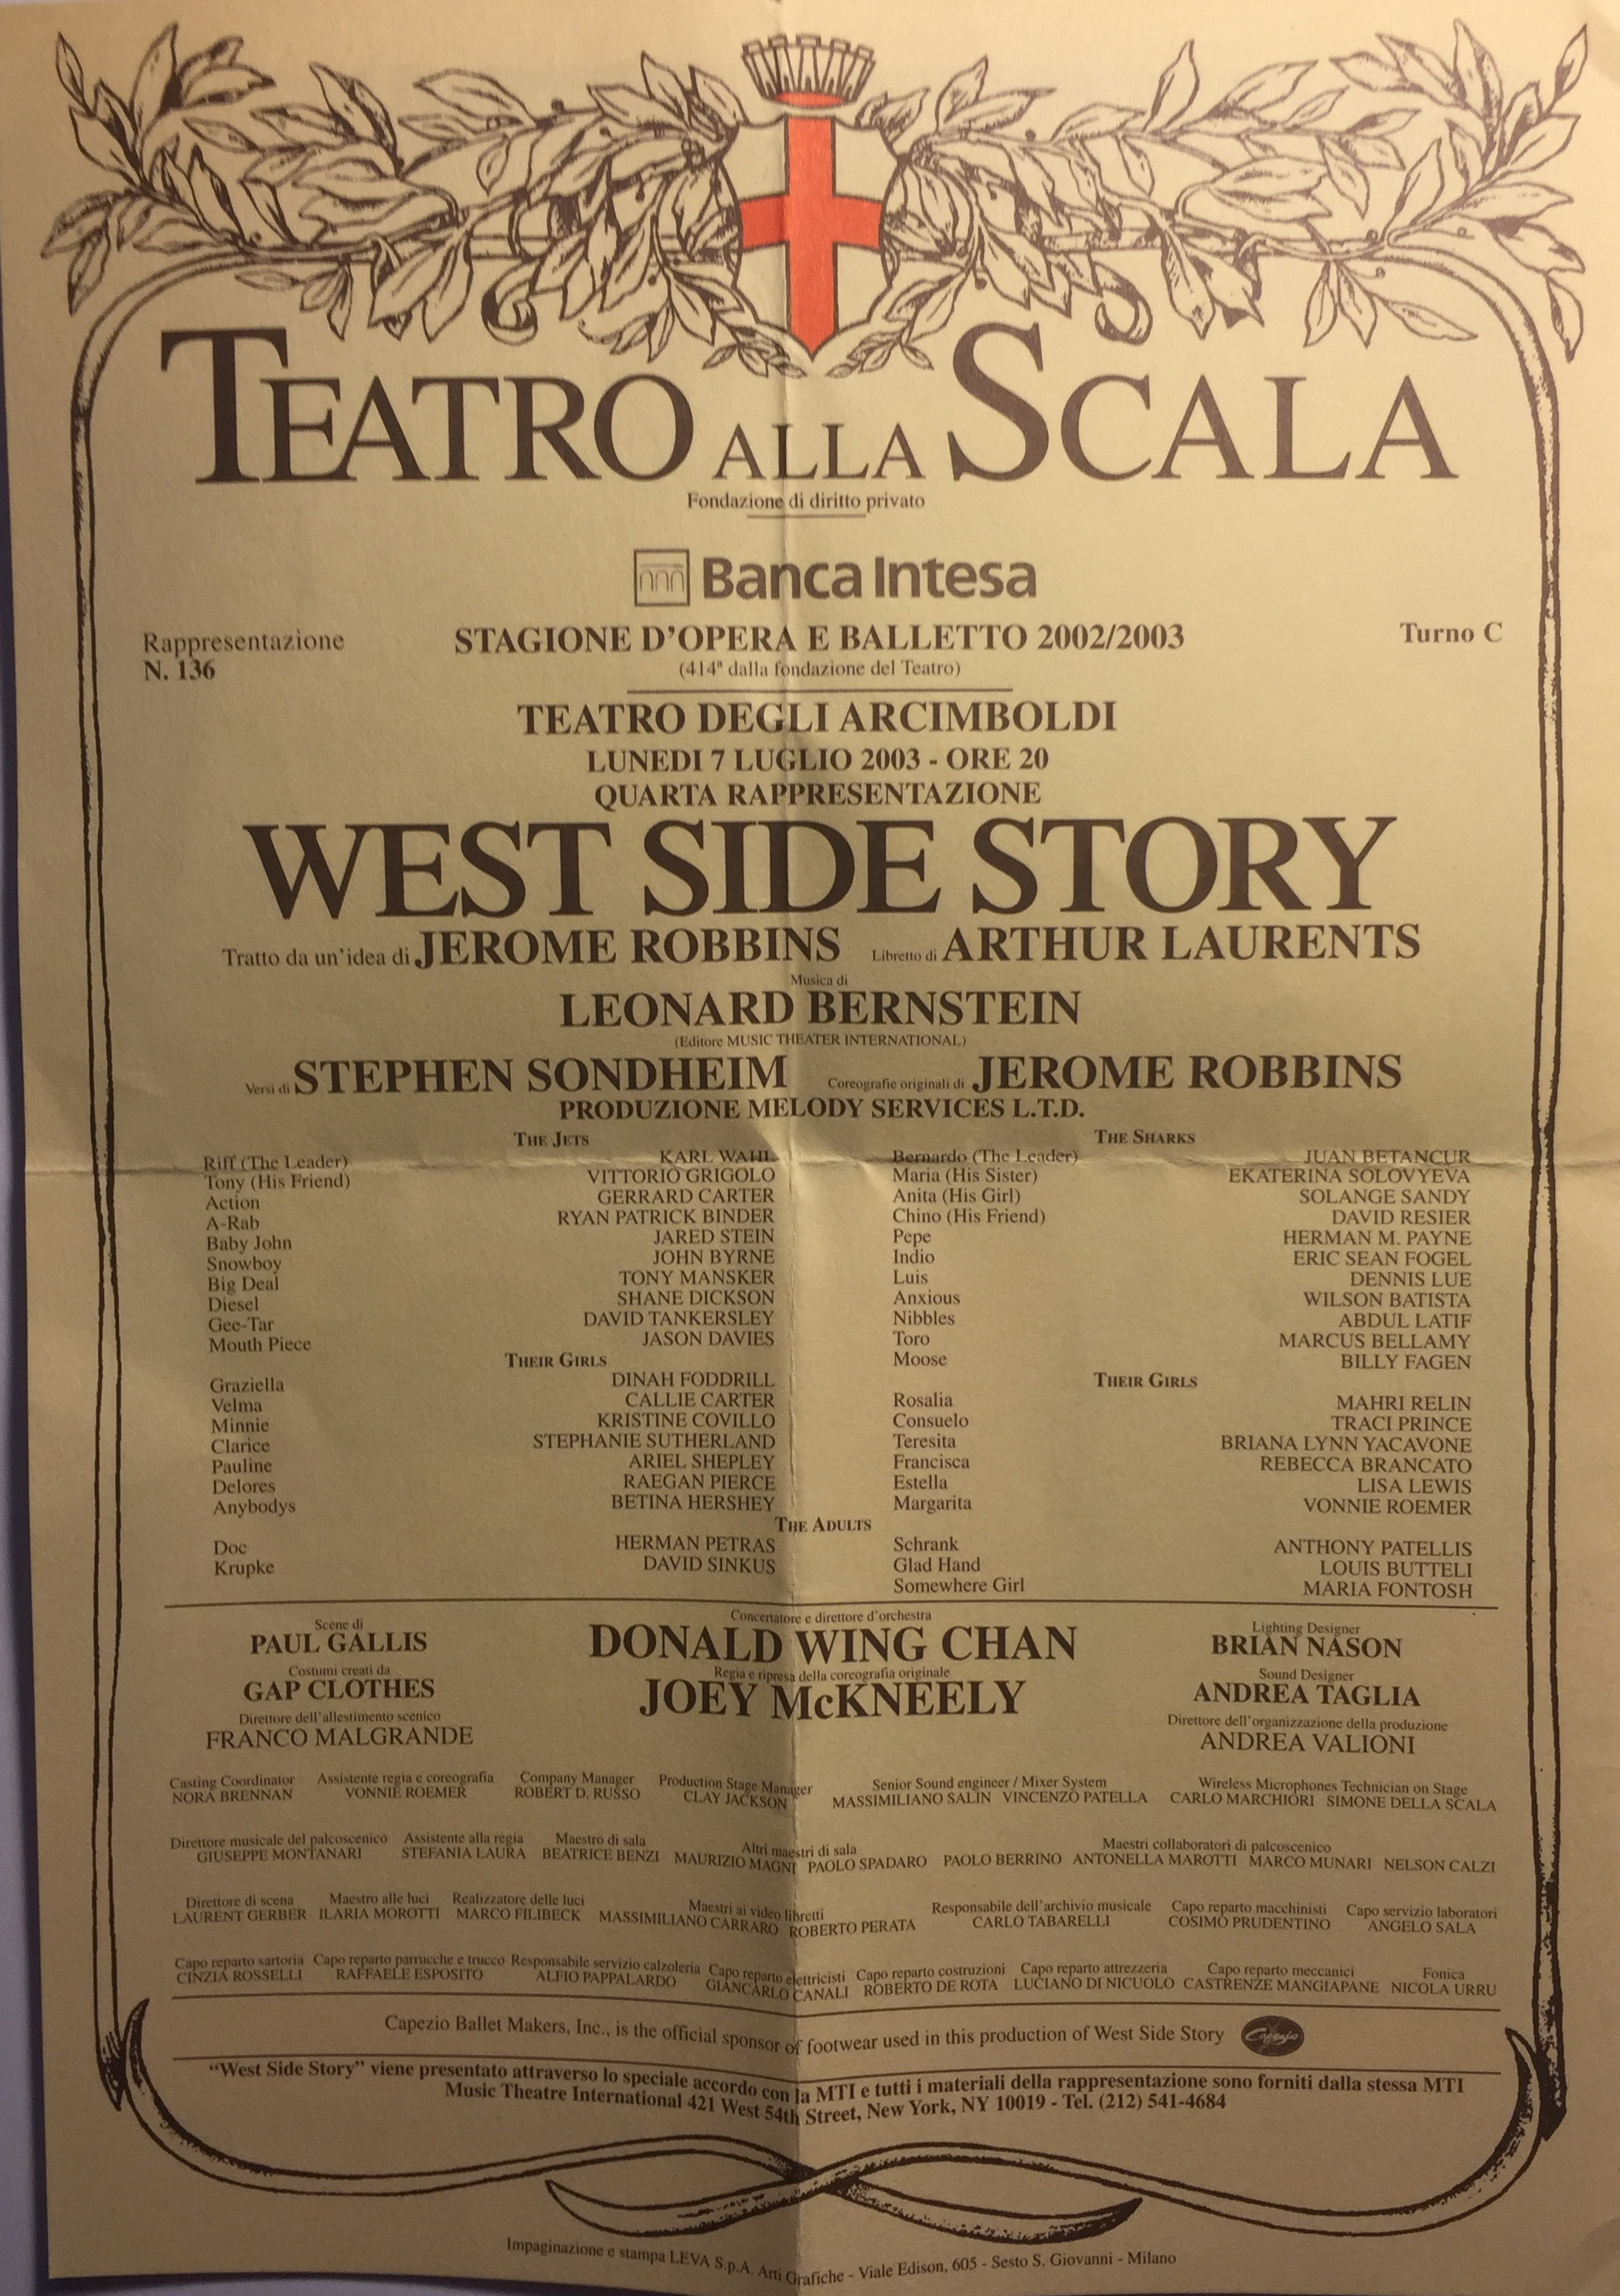 TEATRO ALLA SCALA
Fondazione di diritto privato
Banca Intesa
Rappresentazione
N. 136
STAGIONE D'OPERA E BALLETTO 2002/2003
(414ª dalla fondazione del Teatro)
Turno C
TEATRO DEGLI ARCIMBOLDI
LUNEDI 7 LUGLIO 2003 - ORE 20
QUARTA RAPPRESENTAZIONE
WEST SIDE STORY
Tratto da un'idea di JEROME ROBBINS Libretto di ARTHUR LAURENTS
Musica di
LEONARD BERNSTEIN
(Editore MUSIC THEATER INTERNATIONAL)
Versi di STEPHEN SONDHEIM Coreografie originali di JEROME ROBBINS
PRODUZIONE MELODY SERVICES L.T.D.
THE JETS
Riff (The Leader) KARL WAHL
Tony (His Friend) VITTORIO GRIGOLO
Action GERRARD CARTER
A-Rab RYAN PATRICK BINDER
Baby John JARED STEIN
Snowboy JOHN BYRNE
Big Deal TONY MANSKER
Diesel SHANE DICKSON
Gee-Tar DAVID TANKERSLEY
Mouth Piece JASON DAVIES
THEIR GIRLS
Graziella DINAH FODDRILL
Velma CALLIE CARTER
Minnie KRISTINE COVILLO
Clarice STEPHANIE SUTHERLAND
Pauline ARIEL SHEPLEY
Delores RAEGAN PIERCE
Anybodys BETINA HERSHEY
THE SHARKS
Bernardo (The Leader) JUAN BETANCUR
Maria (His Sister) EKATERINA SOLOVYEVA
Anita (His Girl) SOLANGE SANDY
Chino (His Friend) DAVID RESIER
Pepe HERMAN M. PAYNE
Indio ERIC SEAN FOGEL
Luis DENNIS LUE
Anxious WILSON BATISTA
Nibbles ABDUL LATIF
Toro MARCUS BELLAMY
Moose BILLY FAGEN
THEIR GIRLS
Rosalia MAHRI RELIN
Consuelo TRACI PRINCE
Teresita BRIANA LYNN YACAVONE
Francisca REBECCA BRANCATO
Estella LISA LEWIS
Margarita VONNIE ROEMER
THE ADULTS
Doc HERMAN PETRAS
Krupke DAVID SINKUS
Schrank ANTHONY PATELLIS
Glad Hand LOUIS BUTTELI
Somewhere Girl MARIA FONTOSH
Scene di
PAUL GALLIS
Costumi creati da
GAP CLOTHES
Direttore dell'allestimento scenico
FRANCO MALGRANDE
Concertatore e direttore d'orchestra
DONALD WING CHAN
Regia e ripresa della coreografia originale
JOEY McKNEELY
Lighting Designer
BRIAN NASON
Sound Designer
ANDREA TAGLIA
Direttore dell'organizzazione della produzione
ANDREA VALIONI
Casting Coordinator Assistente regia e coreografia Company Manager Production Stage Manager Senior Sound engineer / Mixer System Wireless Microphones Technician on Stage
NORA BRENNAN VONNIE ROEMER ROBERT D. RUSSO CLAY JACKSON MASSIMILIANO SALIN VINCENZO PATELLA CARLO MARCHIORI SIMONE DELLA SCALA
Direttore musicale del palcoscenico Assistente alla regia Maestro di sala Altri maestri di sala Maestri collaboratori di palcoscenico
GIUSEPPE MONTANARI STEFANIA LAURA BEATRICE BENZI MAURIZIO MAGNI PAOLO SPADARO PAOLO BERRINO ANTONELLA MAROTTI MARCO MUNARI NELSON CALZI
Direttore di scena Maestro alle luci Realizzatore delle luci Maestri ai video libretti Responsabile dell'archivio musicale Capo reparto macchinisti Capo servizio laboratori
LAURENT GERBER ILARIA MOROTTI MARCO FILIBECK MASSIMILIANO CARRARO ROBERTO PERATA CARLO TABARELLI COSIMO PRUDENTINO ANGELO SALA
Capo reparto sartoria Capo reparto parrucche e trucco Responsabile servizio calzoleria Capo reparto elettricisti Capo reparto costruzioni Capo reparto attrezzeria Capo reparto meccanici Fonica
CINZIA ROSSELLI RAFFAELE ESPOSITO ALFIO PAPPALARDO GIANCARLO CANALI ROBERTO DE ROTA LUCIANO DI NICUOLO CASTRENZE MANGIAPANE NICOLA URRU
Capezio Ballet Makers, Inc., is the official sponsor of footwear used in this production of West Side Story Capezio
"West Side Story" viene presentato attraverso lo speciale accordo con la MTI e tutti i materiali della rappresentazione sono forniti dalla stessa MTI
Music Theatre International 421 West 54th Street, New York, NY 10019 - Tel. (212) 541-4684
Impaginazione e stampa LEVA S.p.A. Arti Grafiche - Viale Edison, 605 - Sesto S. Giovanni - Milano